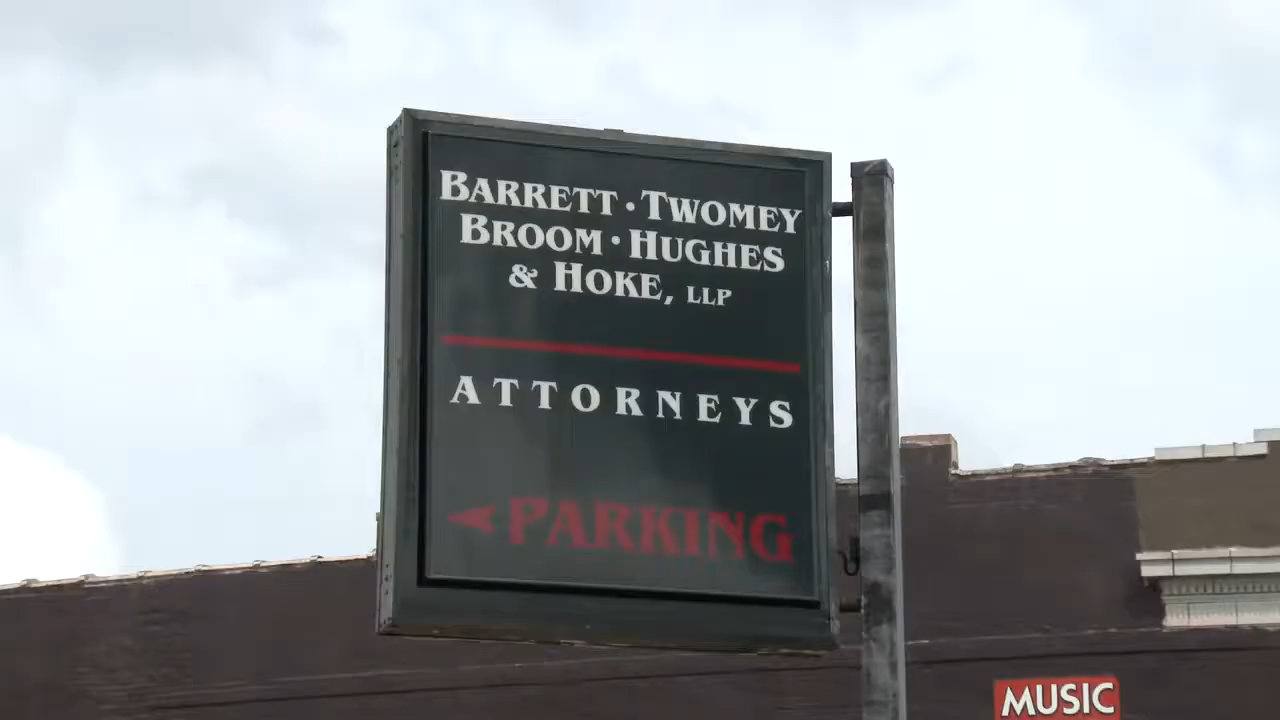 BARRETT · TWOMEY
BROOM · HUGHES
& HOKE, LLP
ATTORNEYS
PARKING
MUSIC